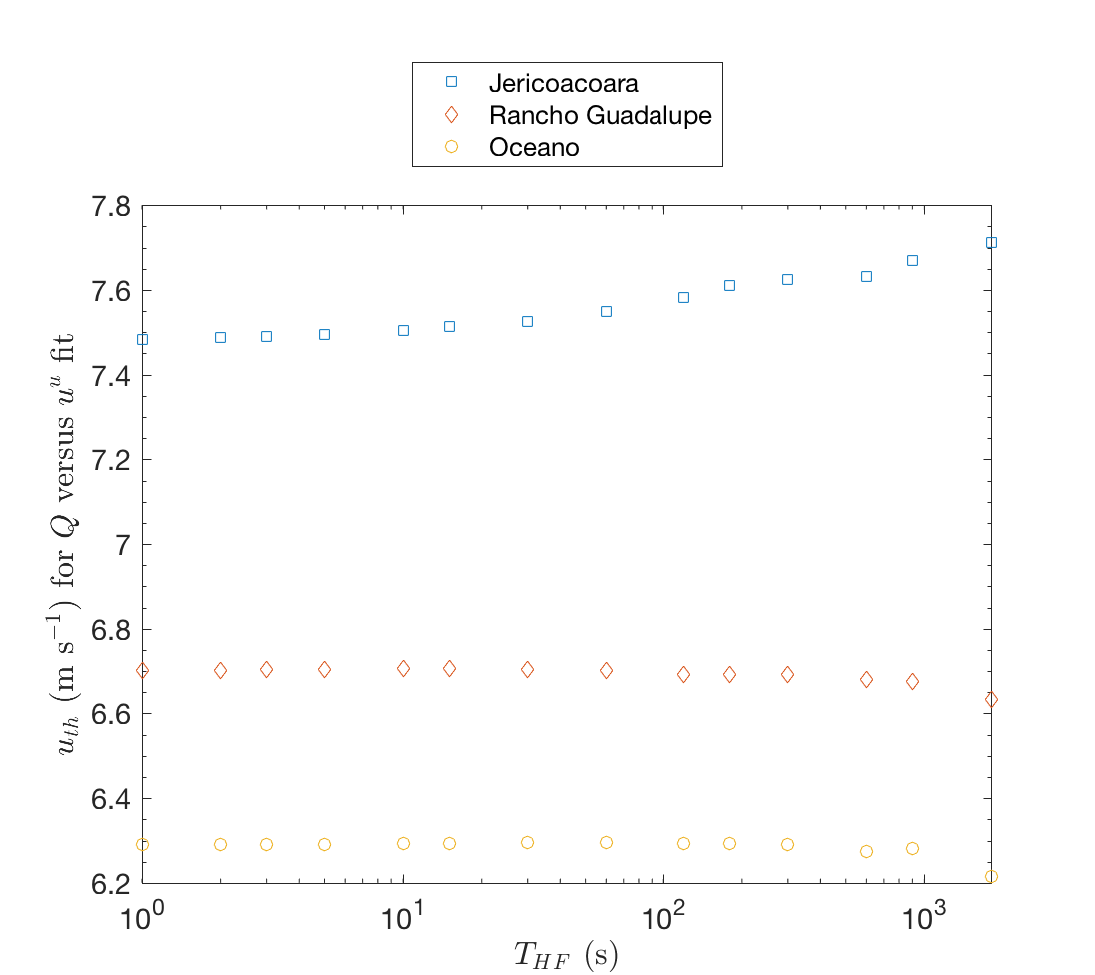 Jericoacoara
Rancho Guadalupe
Oceano
7.8
7.6
7.4
7.2
7
6.8
6.6
6.4
6.2
10^0 10^1 10^2 10^3
T_HF (s)
u_th (m s^−1) for Q versus u^u fit